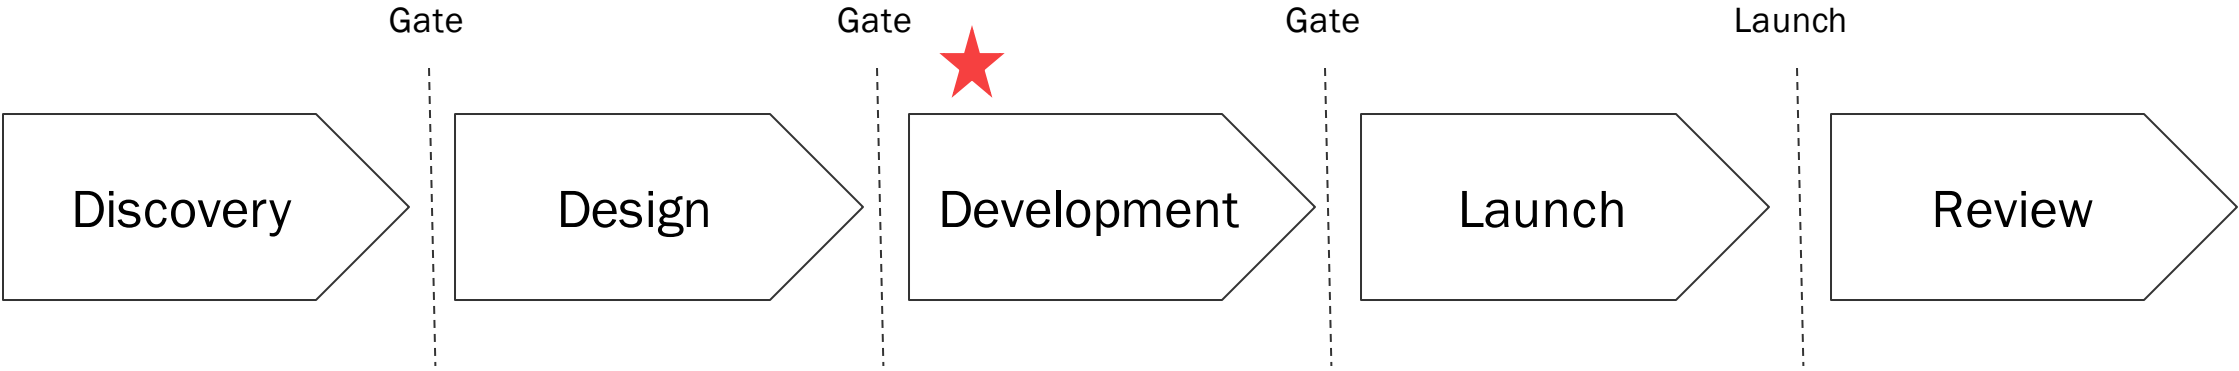 Gate
Gate
Gate
Launch
Discovery
Design
Development
Launch
Review